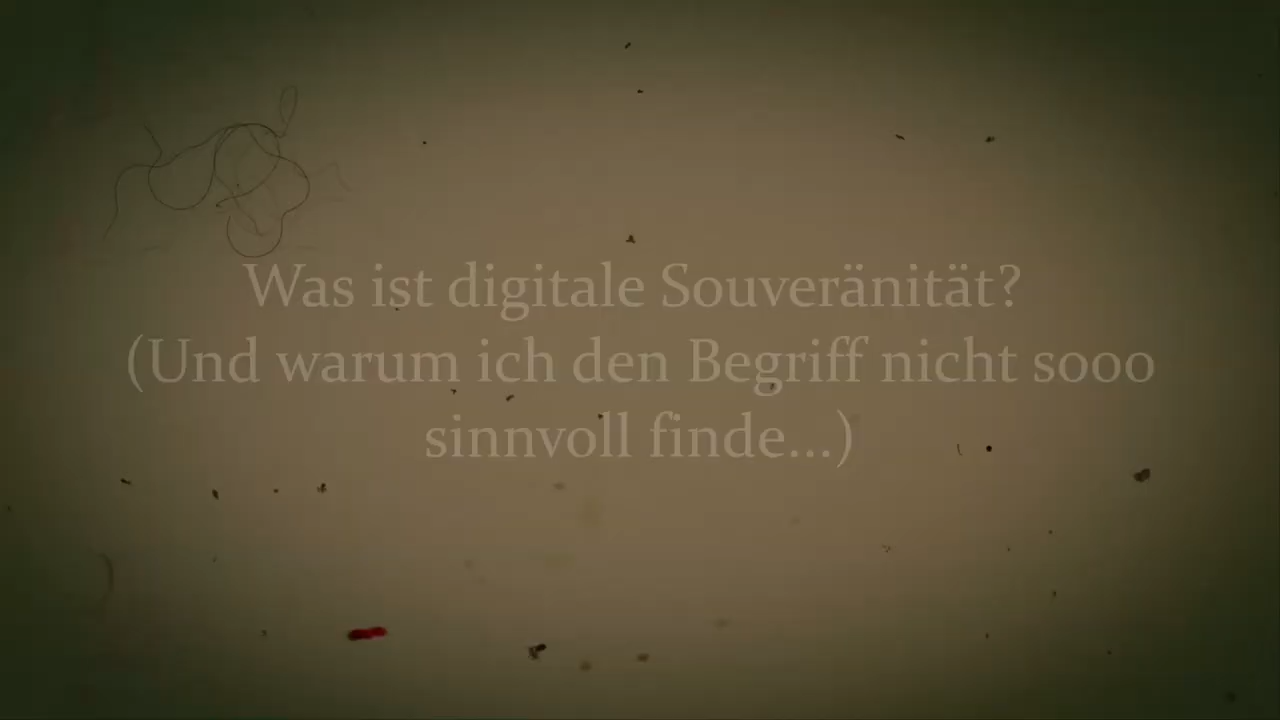 Was ist digitale Souveränität?
(Und warum ich den Begriff nicht sooo
sinnvoll finde...)